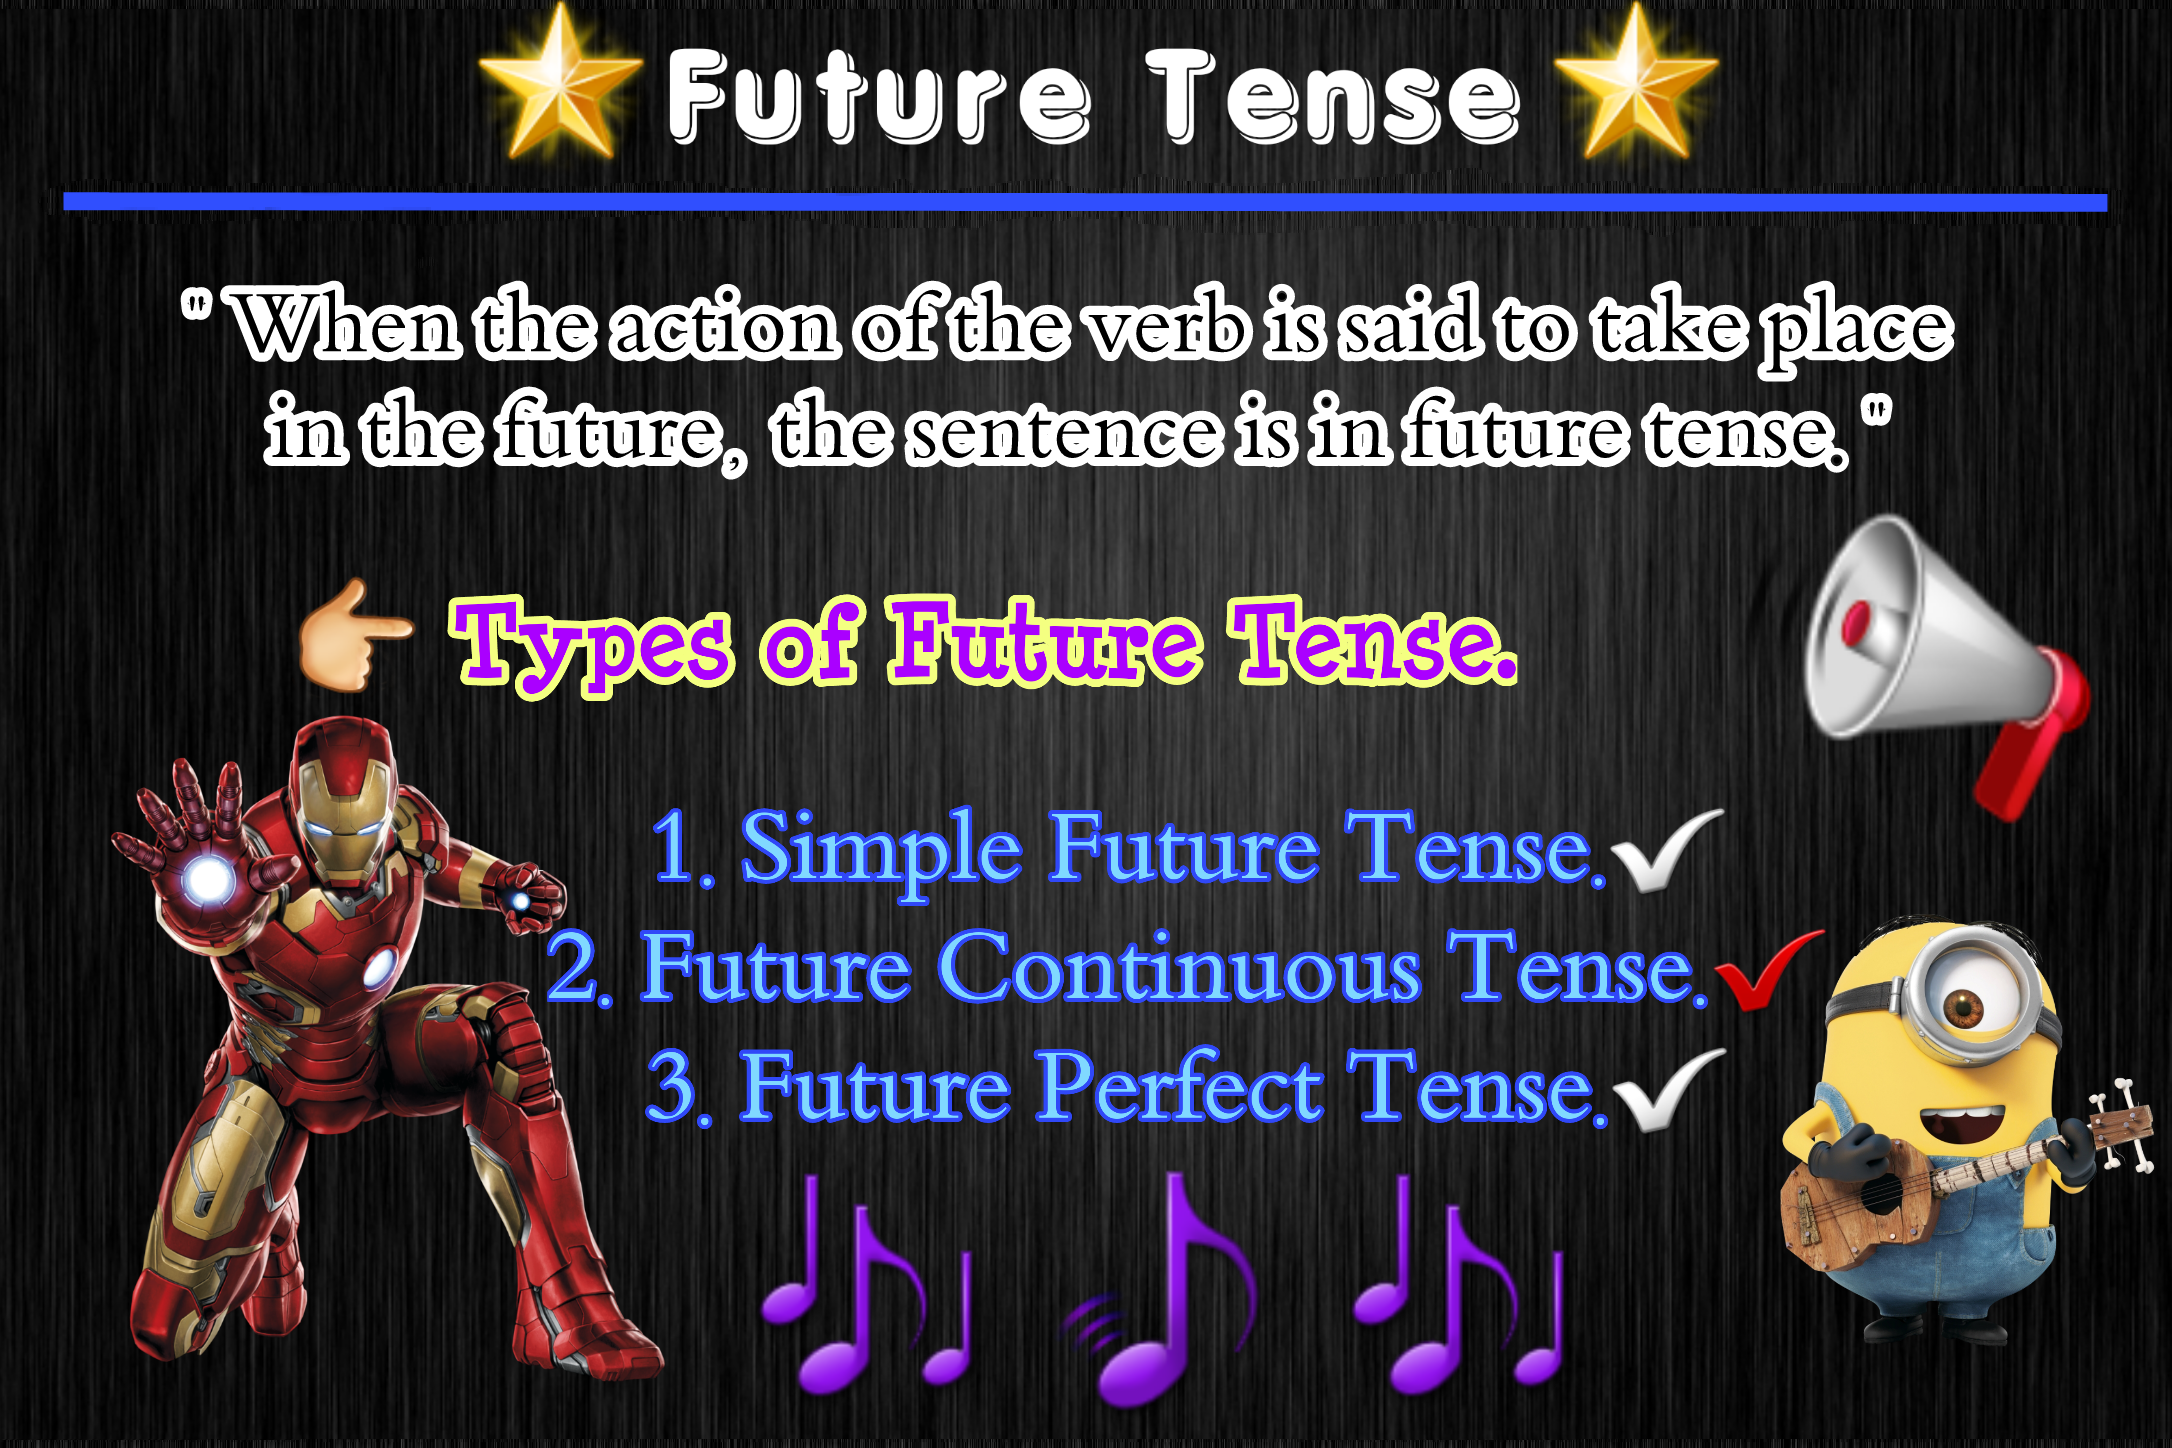 Future Tense
" When the action of the verb is said to take place
in the future, the sentence is in future tense. "
Types of Future Tense.
1. Simple Future Tense.
2. Future Continuous Tense.
3. Future Perfect Tense.